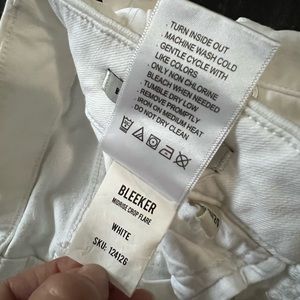 · TURN INSIDE OUT
· MACHINE WASH COLD
· GENTLE CYCLE WITH
LIKE COLORS
· ONLY NON CHLORINE
BLEACH WHEN NEEDED
· TUMBLE DRY LOW
· REMOVE PROMPTLY
· IRON ON MEDIUM HEAT
· DO NOT DRY CLEAN
BLEEKER
MIDRISE CROP FLARE
WHITE
SKU: 124126